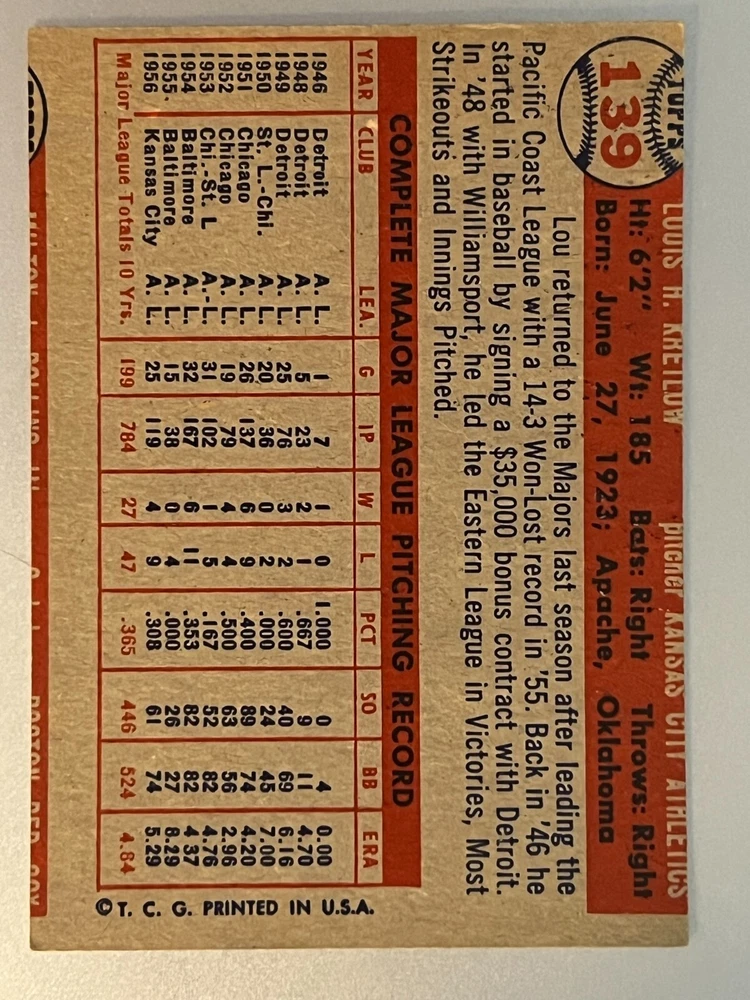 TOPPS
139
LOUIS H. KRETLOW pitcher KANSAS CITY ATHLETICS
Ht: 6'2" Wt: 185 Bats: Right Throws: Right
Born: June 27, 1923; Apache, Oklahoma
Lou returned to the Majors last season after leading the
Pacific Coast League with a 14-3 Won-Lost record in '55. Back in '46 he
started in baseball by signing a $35,000 bonus contract with Detroit.
In '48 with Williamsport, he led the Eastern League in Victories, Most
Strikeouts and Innings Pitched.
COMPLETE MAJOR LEAGUE PITCHING RECORD
YEAR CLUB LEA. G IP W L PCT SO BB ERA
1946 Detroit A. L. 1 7 1 0 1.000 0 4 0.00
1948 Detroit A. L. 5 23 2 1 .667 9 11 4.70
1949 Detroit A. L. 25 76 3 2 .600 40 69 6.16
1950 St. L.-Chi. A. L. 20 36 0 2 .000 24 45 7.00
1951 Chicago A. L. 26 137 6 9 .400 89 74 4.20
1952 Chicago A. L. 19 79 4 4 .500 63 56 2.96
1953 Chi.-St. L A.-L. 31 102 1 5 .167 52 82 4.76
1954 Baltimore A. L. 32 167 6 11 .353 82 82 4.37
1955 Baltimore A. L. 15 38 0 4 .000 26 27 8.29
1956 Kansas City A. L. 25 119 4 9 .308 61 74 5.29
Major League Totals 10 Yrs. 199 784 27 47 .365 446 524 4.84
© T. C. G. PRINTED IN U.S.A.